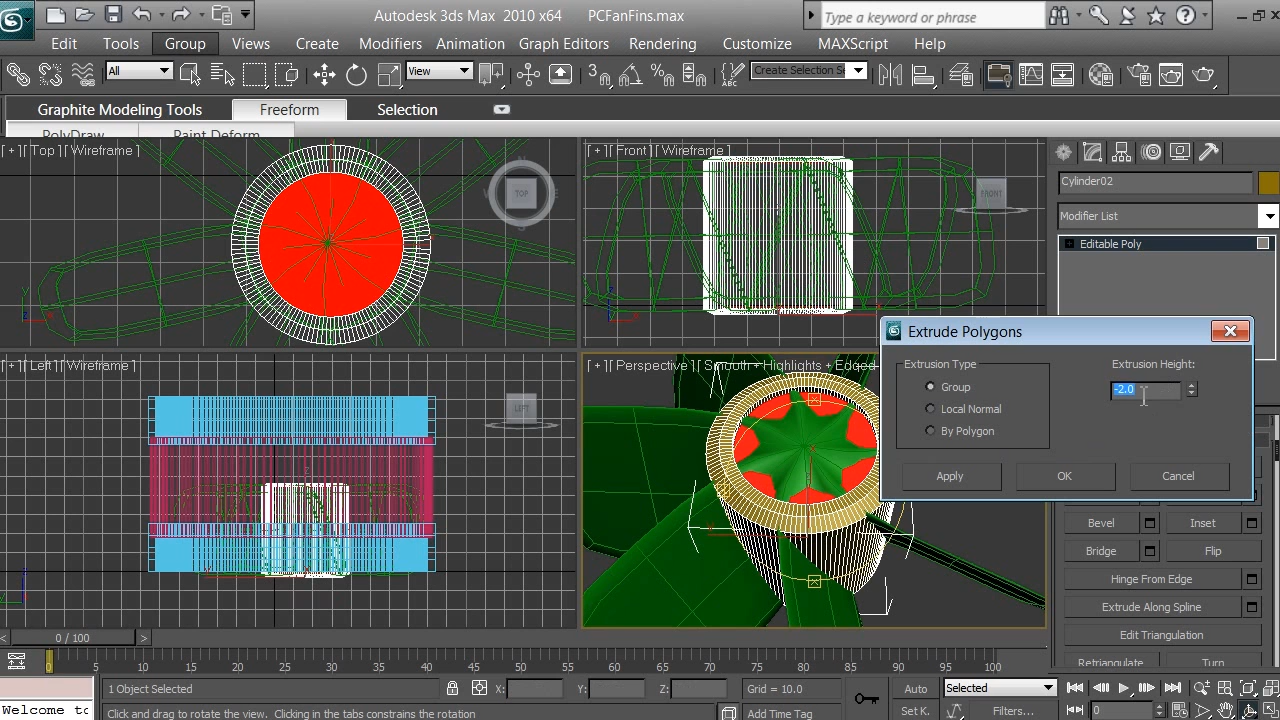 Autodesk 3ds Max 2010 x64 PCFanFins.max
Type a keyword or phrase
Edit Tools Group Views Create Modifiers Animation Graph Editors Rendering Customize MAXScript Help
All
View
Create Selection Se
Graphite Modeling Tools Freeform Selection
PolyDraw Paint Deform
[ + ][ Top ][ Wireframe ]
TOP
[ + ][ Front ][ Wireframe ]
FRONT
Cylinder02
Modifier List
Editable Poly
[ + ][ Left ][ Wireframe ]
LEFT
[ + ][ Perspective ][ Smooth + Highlights + Edged
Extrude Polygons
Extrusion Type
Group
Local Normal
By Polygon
Extrusion Height:
-2.0
Apply OK Cancel
Bevel Inset
Bridge Flip
Hinge From Edge
Extrude Along Spline
Edit Triangulation
Retriangulate Turn
< 0 / 100 >
0 5 10 15 20 25 30 35 40 45 50 55 60 65 70 75 80 85 90 95 100
1 Object Selected
X: Y: Z:
Grid = 10.0
Auto Selected
Welcome to
Click and drag to rotate the view. Clicking in the tabs constrains the rotation
Add Time Tag
Set K. Filters...
0